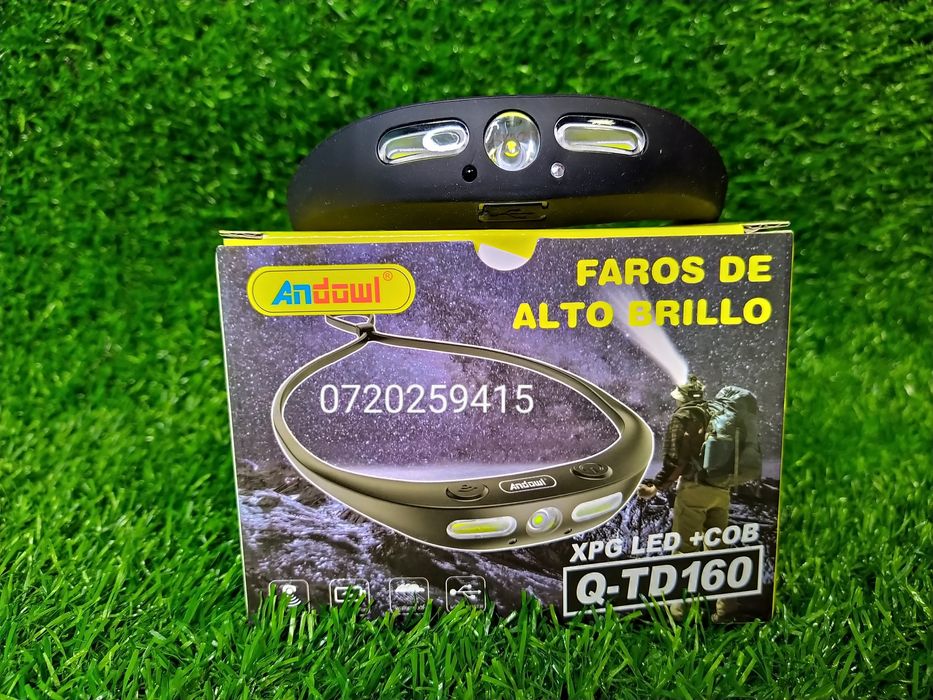 Andowl®
FAROS DE
ALTO BRILLO
0720259415
Andowl
XPG LED +COB
Q-TD160